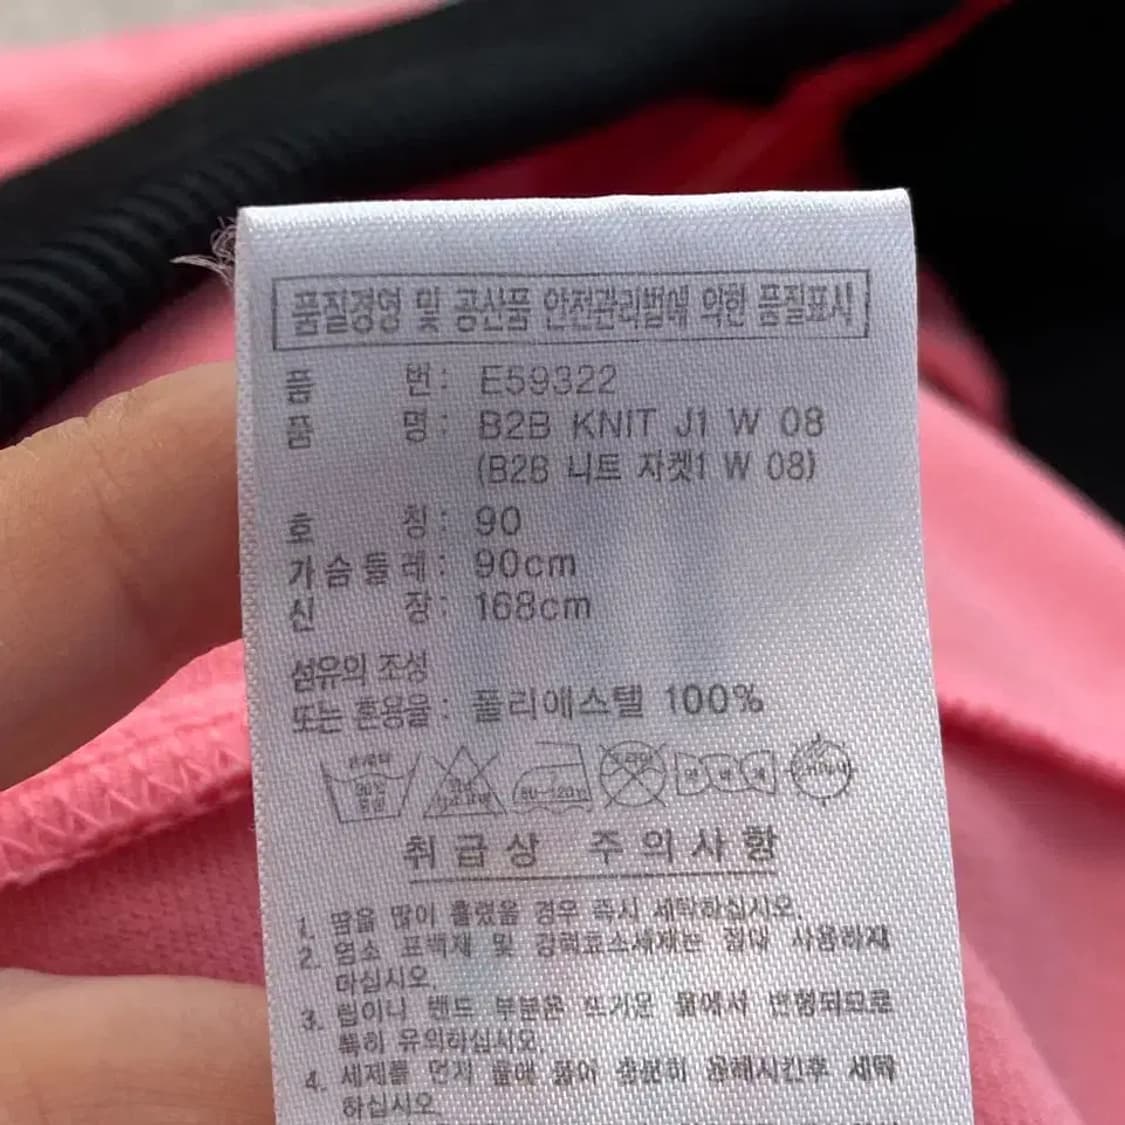 품질경영 및 공산품 안전관리법에 의한 품질표시
품 번: E59322
품 명: B2B KNIT J1 W 08
(B2B 니트 자켓1 W 08)
호 칭: 90
가슴둘레: 90cm
신 장: 168cm
섬유의 조성
또는 혼용율: 폴리에스텔 100%
80~120℃
취급상 주의사항
1. 땀을 많이 흘렸을 경우 즉시 세탁하십시오.
2. 염소 표백제 및 강력효소세제는 절대 사용하지
마십시오.
3. 립이나 밴드 부분은 뜨거운 물에서 변형되므로
특히 유의하십시오.
4. 세제를 먼저 물에 풀어 충분히 용해시킨후 세탁
하십시오.